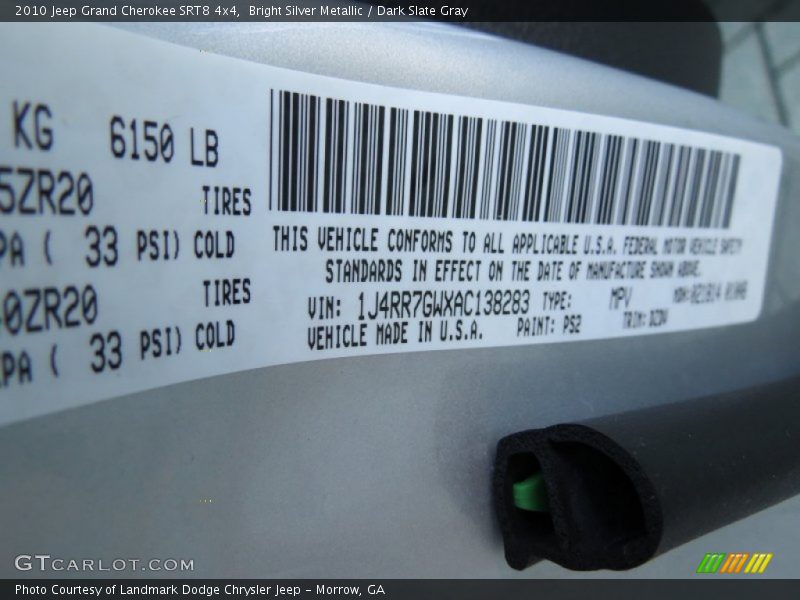 2010 Jeep Grand Cherokee SRT8 4x4, Bright Silver Metallic / Dark Slate Gray
KG 6150 LB
5ZR20 TIRES
PA ( 33 PSI) COLD
0ZR20 TIRES
PA ( 33 PSI) COLD
THIS VEHICLE CONFORMS TO ALL APPLICABLE U.S.A. FEDERAL MOTOR VEHICLE SAFETY
STANDARDS IN EFFECT ON THE DATE OF MANUFACTURE SHOWN ABOVE.
VIN: 1J4RR7GWXAC138283 TYPE: MPV
VEHICLE MADE IN U.S.A. PAINT: PS2 TRIM:
GTCARLOT.COM
Photo Courtesy of Landmark Dodge Chrysler Jeep - Morrow, GA